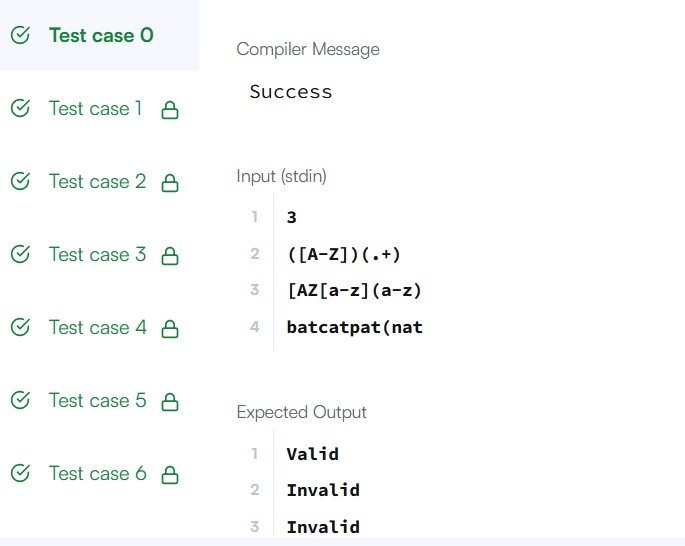 Test case 0
Test case 1
Test case 2
Test case 3
Test case 4
Test case 5
Test case 6
Compiler Message
Success
Input (stdin)
1 3
2 ([A-Z])(.+)
3 [AZ[a-z](a-z)
4 batcatpat(nat
Expected Output
1 Valid
2 Invalid
3 Invalid